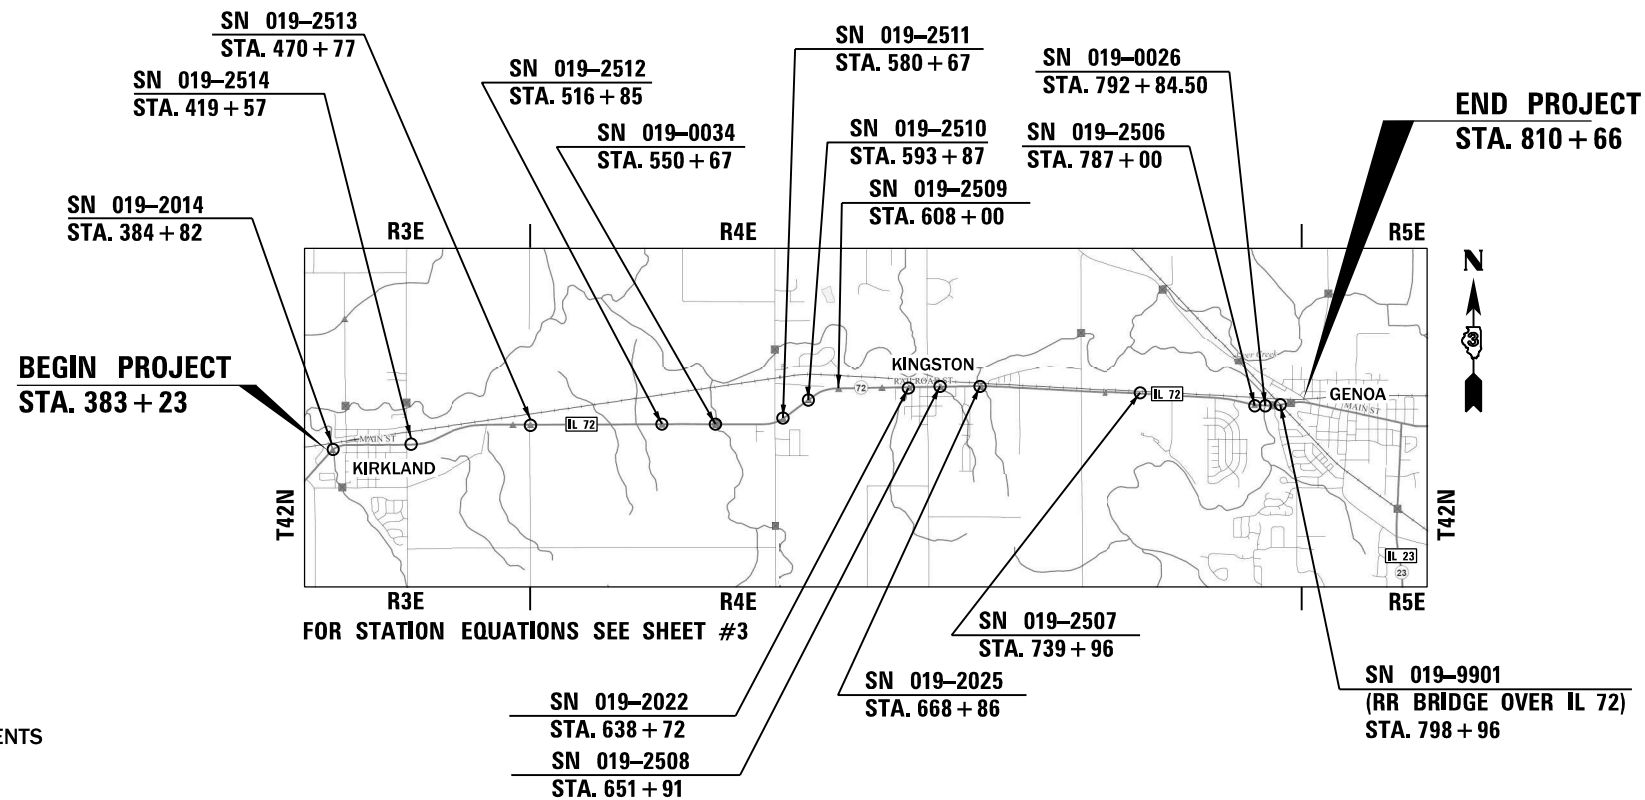 SN 019–2513
STA. 470 + 77
SN 019–2514
STA. 419 + 57
SN 019–2512
STA. 516 + 85
SN 019–0034
STA. 550 + 67
SN 019–2511
STA. 580 + 67
SN 019–2510
STA. 593 + 87
SN 019–2509
STA. 608 + 00
SN 019–0026
STA. 792 + 84.50
SN 019–2506
STA. 787 + 00
END PROJECT
STA. 810 + 66
SN 019–2014
STA. 384 + 82
R3E
R4E
R5E
N
3
BEGIN PROJECT
STA. 383 + 23
KINGSTON
RAILROAD ST
72
IL 72
GENOA
MAIN ST
IL 72
MAIN ST
KIRKLAND
T42N
T42N
IL 23
23
R3E
R4E
R5E
FOR STATION EQUATIONS SEE SHEET #3
SN 019–2507
STA. 739 + 96
SN 019–2025
STA. 668 + 86
SN 019–9901
(RR BRIDGE OVER IL 72)
STA. 798 + 96
SN 019–2022
STA. 638 + 72
SN 019–2508
STA. 651 + 91
ENTS